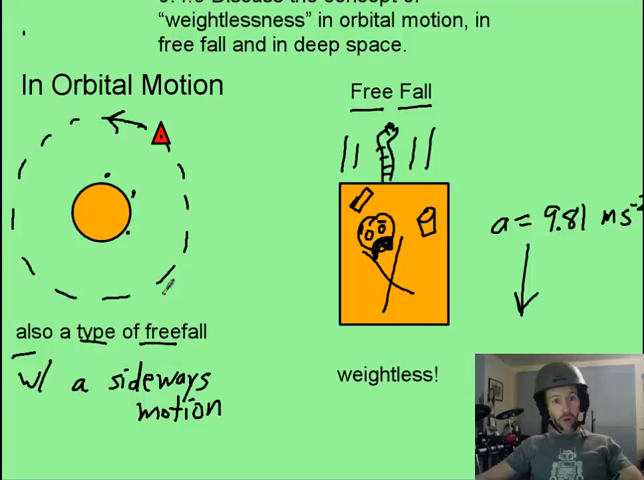 "weightlessness" in orbital motion, in
free fall and in deep space.
In Orbital Motion
Free Fall
a = 9.81 ms⁻²
also a type of freefall
w/ a sideways
motion
weightless!